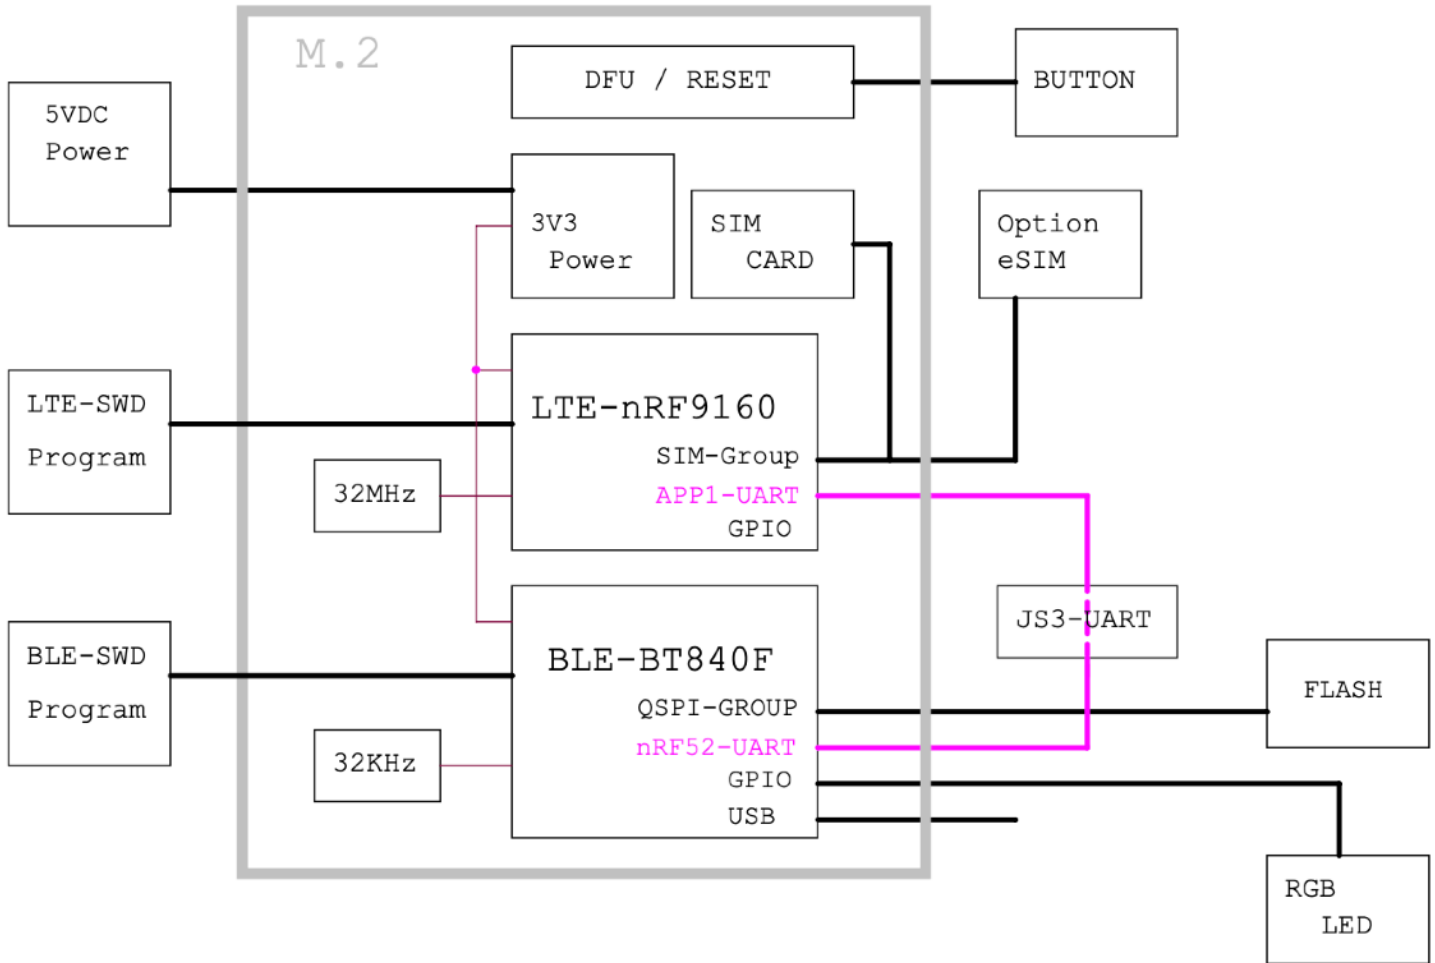 M.2
DFU / RESET
BUTTON
5VDC
Power
3V3
Power
SIM
CARD
Option
eSIM
LTE-SWD
Program
LTE-nRF9160
SIM-Group
APP1-UART
GPIO
32MHz
JS3-UART
BLE-SWD
Program
BLE-BT840F
QSPI-GROUP
nRF52-UART
GPIO
USB
32KHz
FLASH
RGB
LED